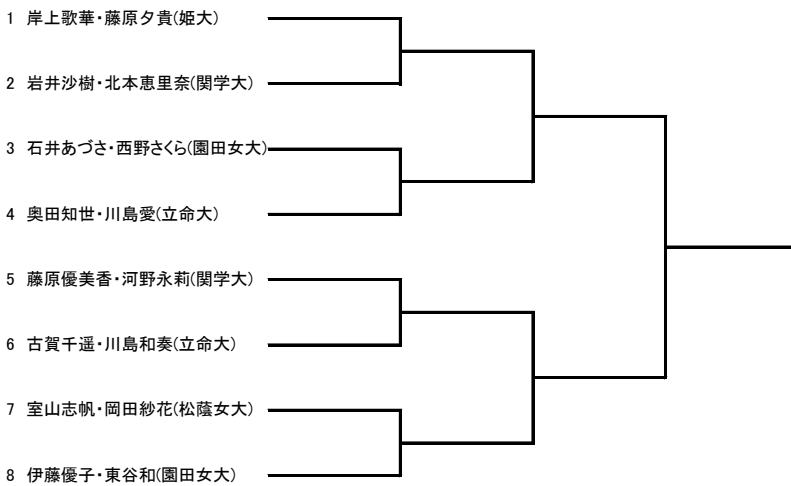 1 岸上歌華・藤原夕貴(姫大)
2 岩井沙樹・北本恵里奈(関学大)
3 石井あづさ・西野さくら(園田女大)
4 奥田知世・川島愛(立命大)
5 藤原優美香・河野永莉(関学大)
6 古賀千遥・川島和奏(立命大)
7 室山志帆・岡田紗花(松蔭女大)
8 伊藤優子・東谷和(園田女大)